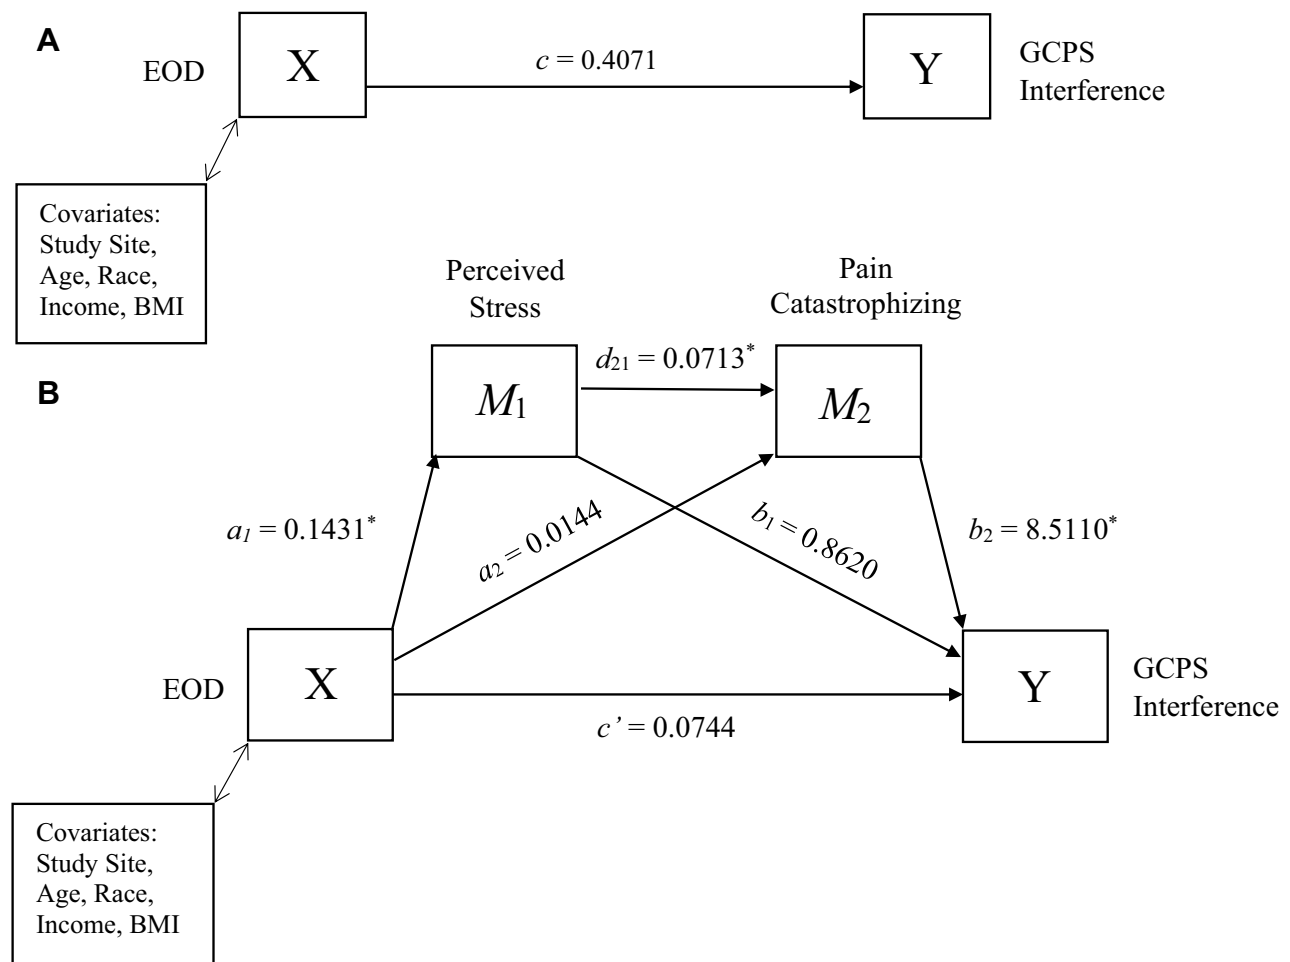 A
EOD
X
c = 0.4071
Y
GCPS
Interference
Covariates:
Study Site,
Age, Race,
Income, BMI
B
Perceived
Stress
Pain
Catastrophizing
M1
d21 = 0.0713*
M2
a1 = 0.1431*
a2 = 0.0144
b1 = 0.8620
b2 = 8.5110*
EOD
X
c’ = 0.0744
Y
GCPS
Interference
Covariates:
Study Site,
Age, Race,
Income, BMI